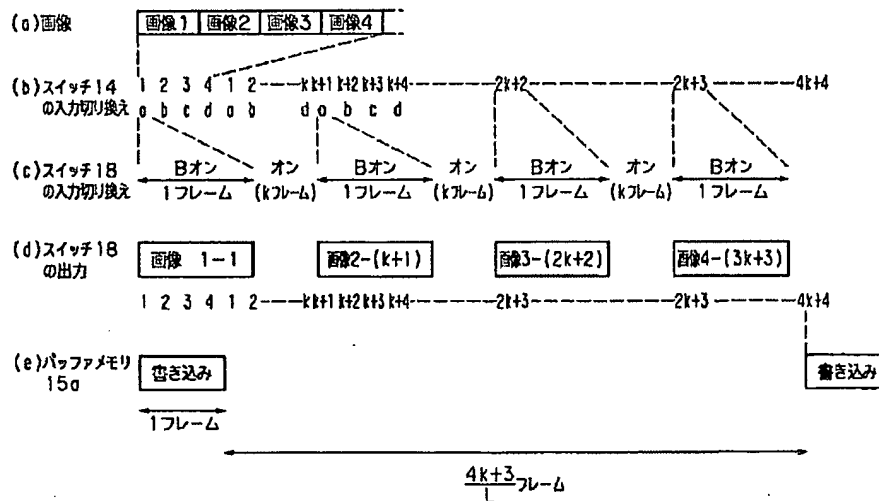 (a)画像 画像1 画像2 画像3 画像4
(b)スイッチ14 1 2 3 4 1 2 k k+1 k+2 k+3 k+4 2k+2 2k+3 4k+4
の入力切り換え a b c d a b d a b c d
(c)スイッチ18 Bオン オン Bオン オン Bオン オン Bオン
の入力切り換え 1フレーム (kフレーム) 1フレーム (kフレーム) 1フレーム (kフレーム) 1フレーム
(d)スイッチ18 画像 1-1 画像2-(k+1) 画像3-(2k+2) 画像4-(3k+3)
の出力
1 2 3 4 1 2 k k+1 k+2 k+3 k+4 2k+3 2k+3 4k+4
(e)バッファメモリ 書き込み 書き込み
15a
1フレーム
4k+3フレーム